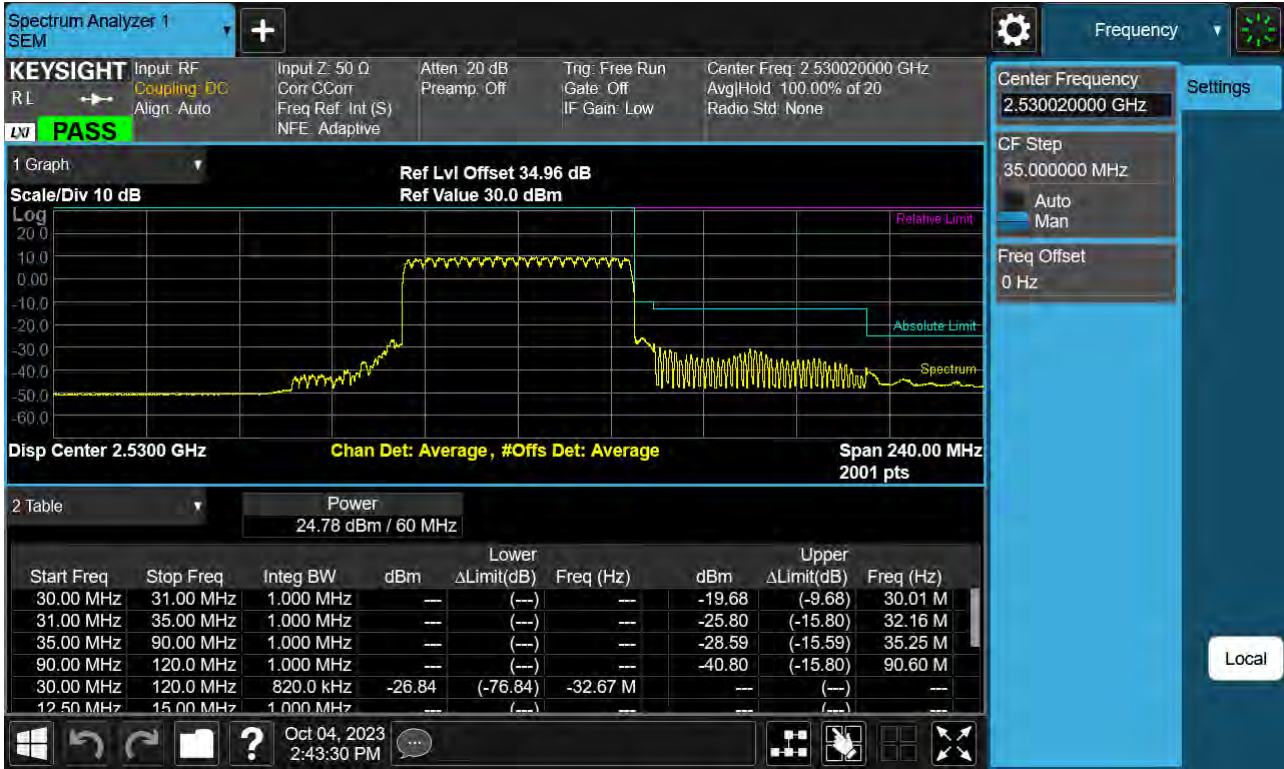 Spectrum Analyzer 1
SEM
Frequency
KEYSIGHT
R L
LXI
PASS
Input: RF
Coupling: DC
Align: Auto
Input Z: 50 Ω
Corr CCorr
Freq Ref: Int (S)
NFE: Adaptive
Atten: 20 dB
Preamp: Off
Trig: Free Run
Gate: Off
IF Gain: Low
Center Freq: 2.530020000 GHz
Avg|Hold: 100.00% of 20
Radio Std: None
1 Graph
Scale/Div 10 dB
Ref Lvl Offset 34.96 dB
Ref Value 30.0 dBm
Log
20.0
10.0
0.00
-10.0
-20.0
-30.0
-40.0
-50.0
-60.0
Relative Limit
Absolute Limit
Spectrum
Disp Center 2.5300 GHz
Chan Det: Average, #Offs Det: Average
Span 240.00 MHz
2001 pts
2 Table
Power
24.78 dBm / 60 MHz
Lower Upper
Start Freq Stop Freq Integ BW dBm ΔLimit(dB) Freq (Hz) dBm ΔLimit(dB) Freq (Hz)
30.00 MHz 31.00 MHz 1.000 MHz --- (---) --- -19.68 (-9.68) 30.01 M
31.00 MHz 35.00 MHz 1.000 MHz --- (---) --- -25.80 (-15.80) 32.16 M
35.00 MHz 90.00 MHz 1.000 MHz --- (---) --- -28.59 (-15.59) 35.25 M
90.00 MHz 120.0 MHz 1.000 MHz --- (---) --- -40.80 (-15.80) 90.60 M
30.00 MHz 120.0 MHz 820.0 kHz -26.84 (-76.84) -32.67 M --- (---) ---
12.50 MHz 15.00 MHz 1.000 MHz --- (---) --- --- (---) ---
Center Frequency
2.530020000 GHz
CF Step
35.000000 MHz
Auto
Man
Freq Offset
0 Hz
Settings
Local
?
Oct 04, 2023
2:43:30 PM